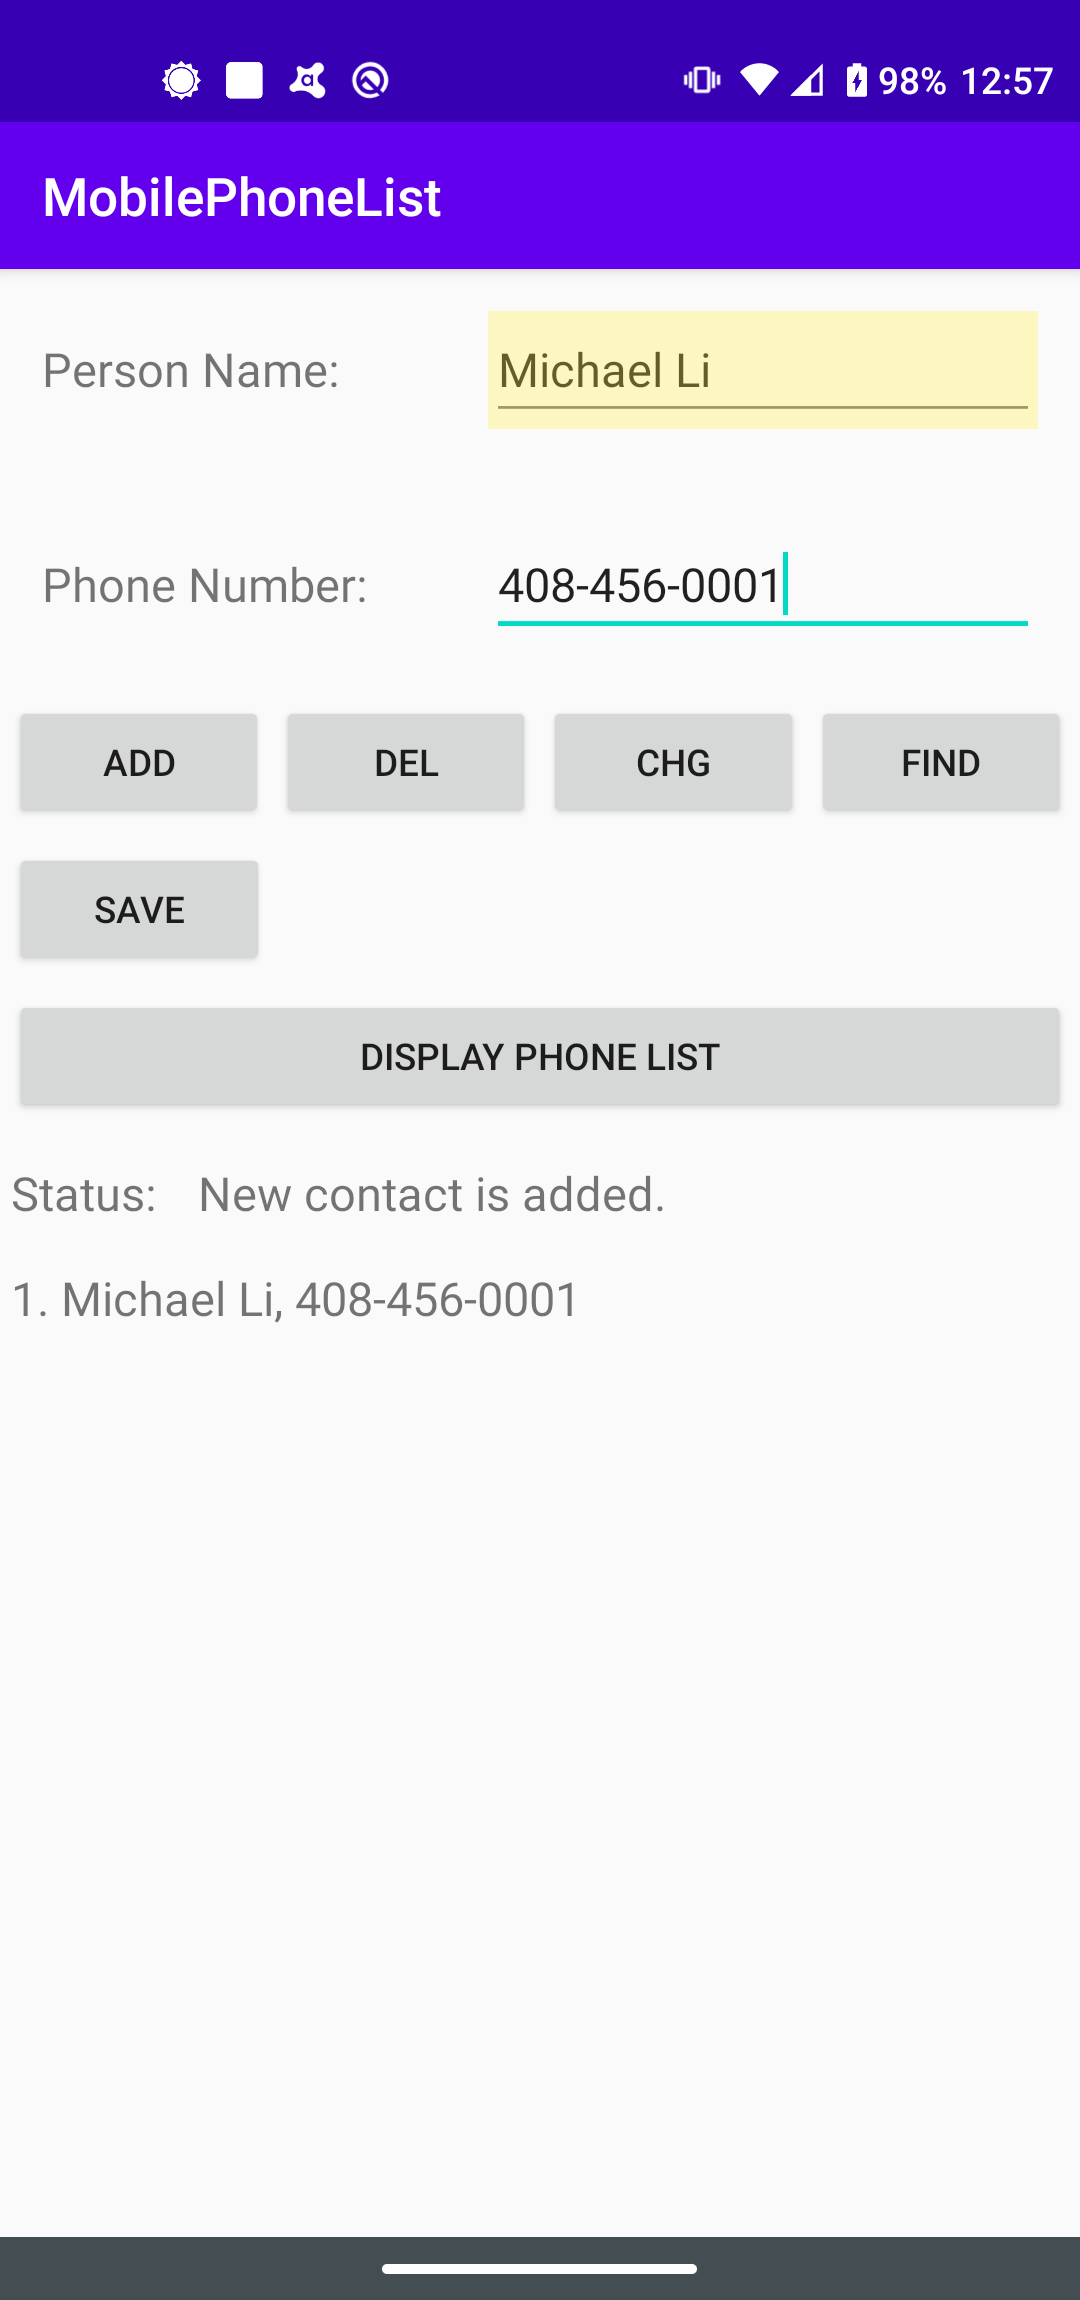 98% 12:57
MobilePhoneList
Person Name: Michael Li
Phone Number: 408-456-0001
ADD DEL CHG FIND
SAVE
DISPLAY PHONE LIST
Status: New contact is added.
1. Michael Li, 408-456-0001